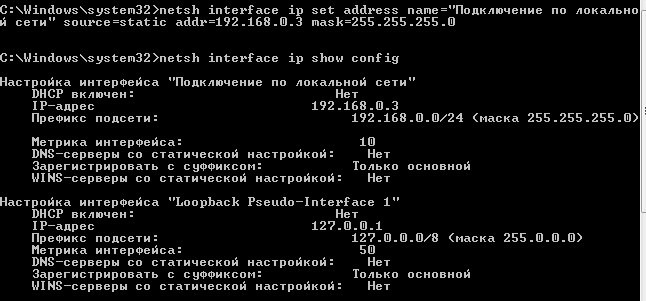 C:\Windows\system32>netsh interface ip set address name="Подключение по локально
й сети" source=static addr=192.168.0.3 mask=255.255.255.0
C:\Windows\system32>netsh interface ip show config
Настройка интерфейса "Подключение по локальной сети"
DHCP включен: Нет
IP-адрес 192.168.0.3
Префикс подсети: 192.168.0.0/24 (маска 255.255.255.0)
Метрика интерфейса: 10
DNS-серверы со статической настройкой: Нет
Зарегистрировать с суффиксом: Только основной
WINS-серверы со статической настройкой: Нет
Настройка интерфейса "Loopback Pseudo-Interface 1"
DHCP включен: Нет
IP-адрес 127.0.0.1
Префикс подсети: 127.0.0.0/8 (маска 255.0.0.0)
Метрика интерфейса: 50
DNS-серверы со статической настройкой: Нет
Зарегистрировать с суффиксом: Только основной
WINS-серверы со статической настройкой: Нет